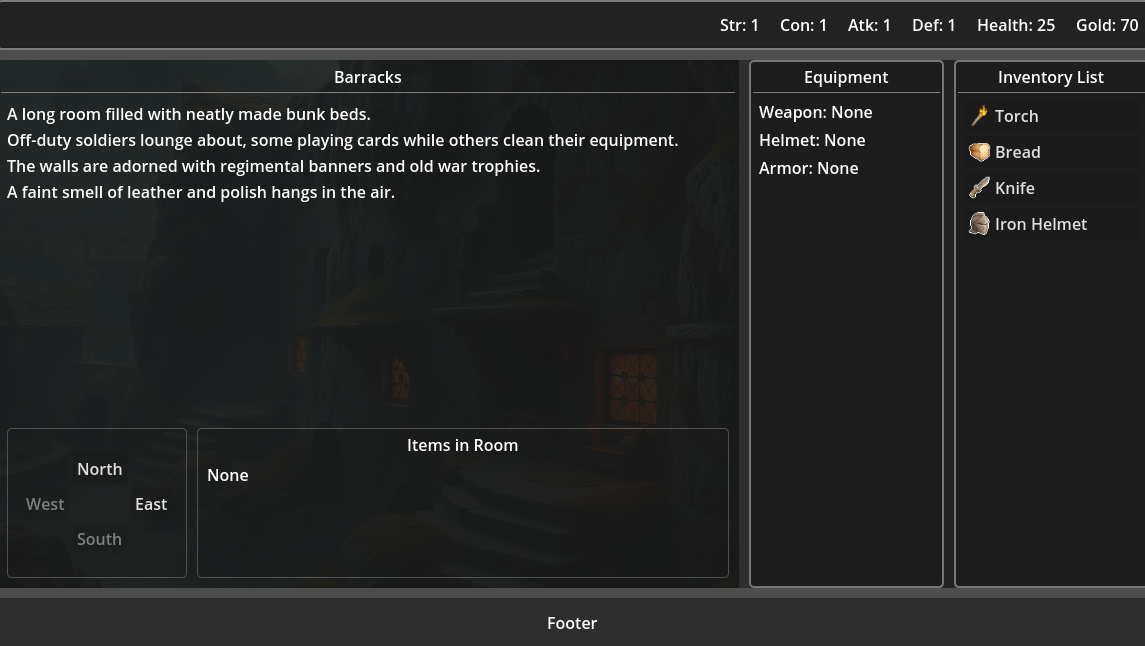 Str: 1 Con: 1 Atk: 1 Def: 1 Health: 25 Gold: 70
Barracks
A long room filled with neatly made bunk beds.
Off-duty soldiers lounge about, some playing cards while others clean their equipment.
The walls are adorned with regimental banners and old war trophies.
A faint smell of leather and polish hangs in the air.
North
West East
South
Items in Room
None
Equipment
Weapon: None
Helmet: None
Armor: None
Inventory List
Torch
Bread
Knife
Iron Helmet
Footer